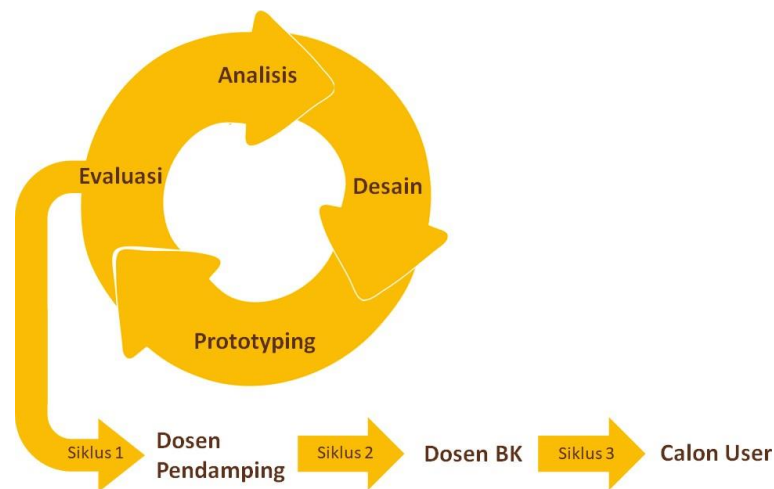 Analisis
Evaluasi
Desain
Prototyping
Siklus 1
Dosen
Pendamping
Siklus 2
Dosen BK
Siklus 3
Calon User